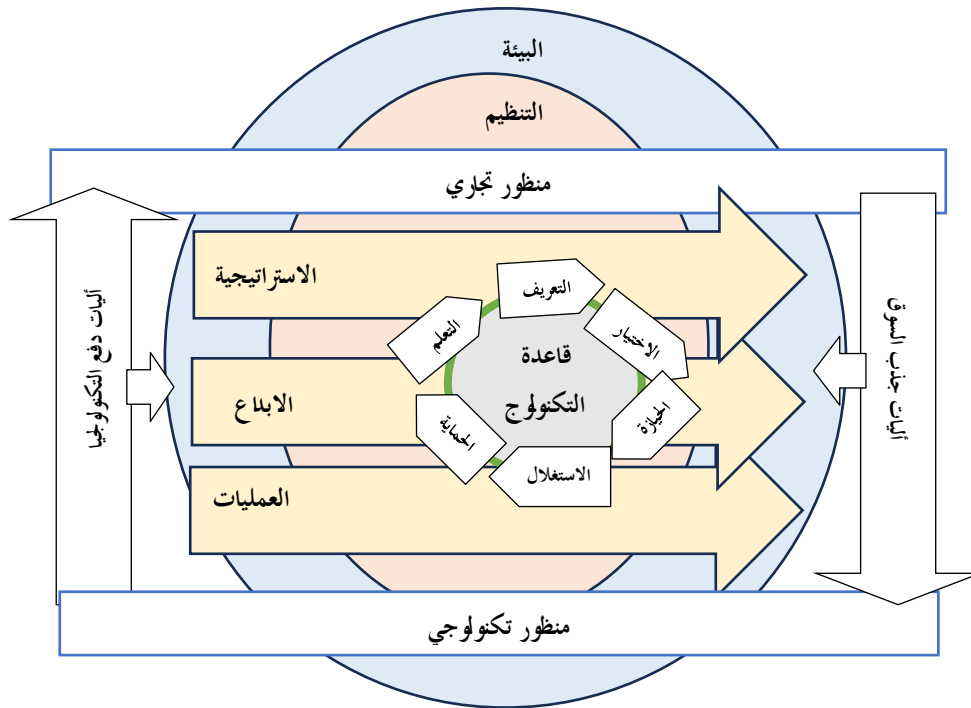 البيئة
التنظيم
منظور تجاري
الاستراتيجية
التعريف
الاختيار
التعلم
قاعدة
التكنولوج
الابداع
الحيازة
الحماية
الاستغلال
العمليات
أليات دفع التكنولجيا
أليات جذب السوق
منظور تكنولوجي